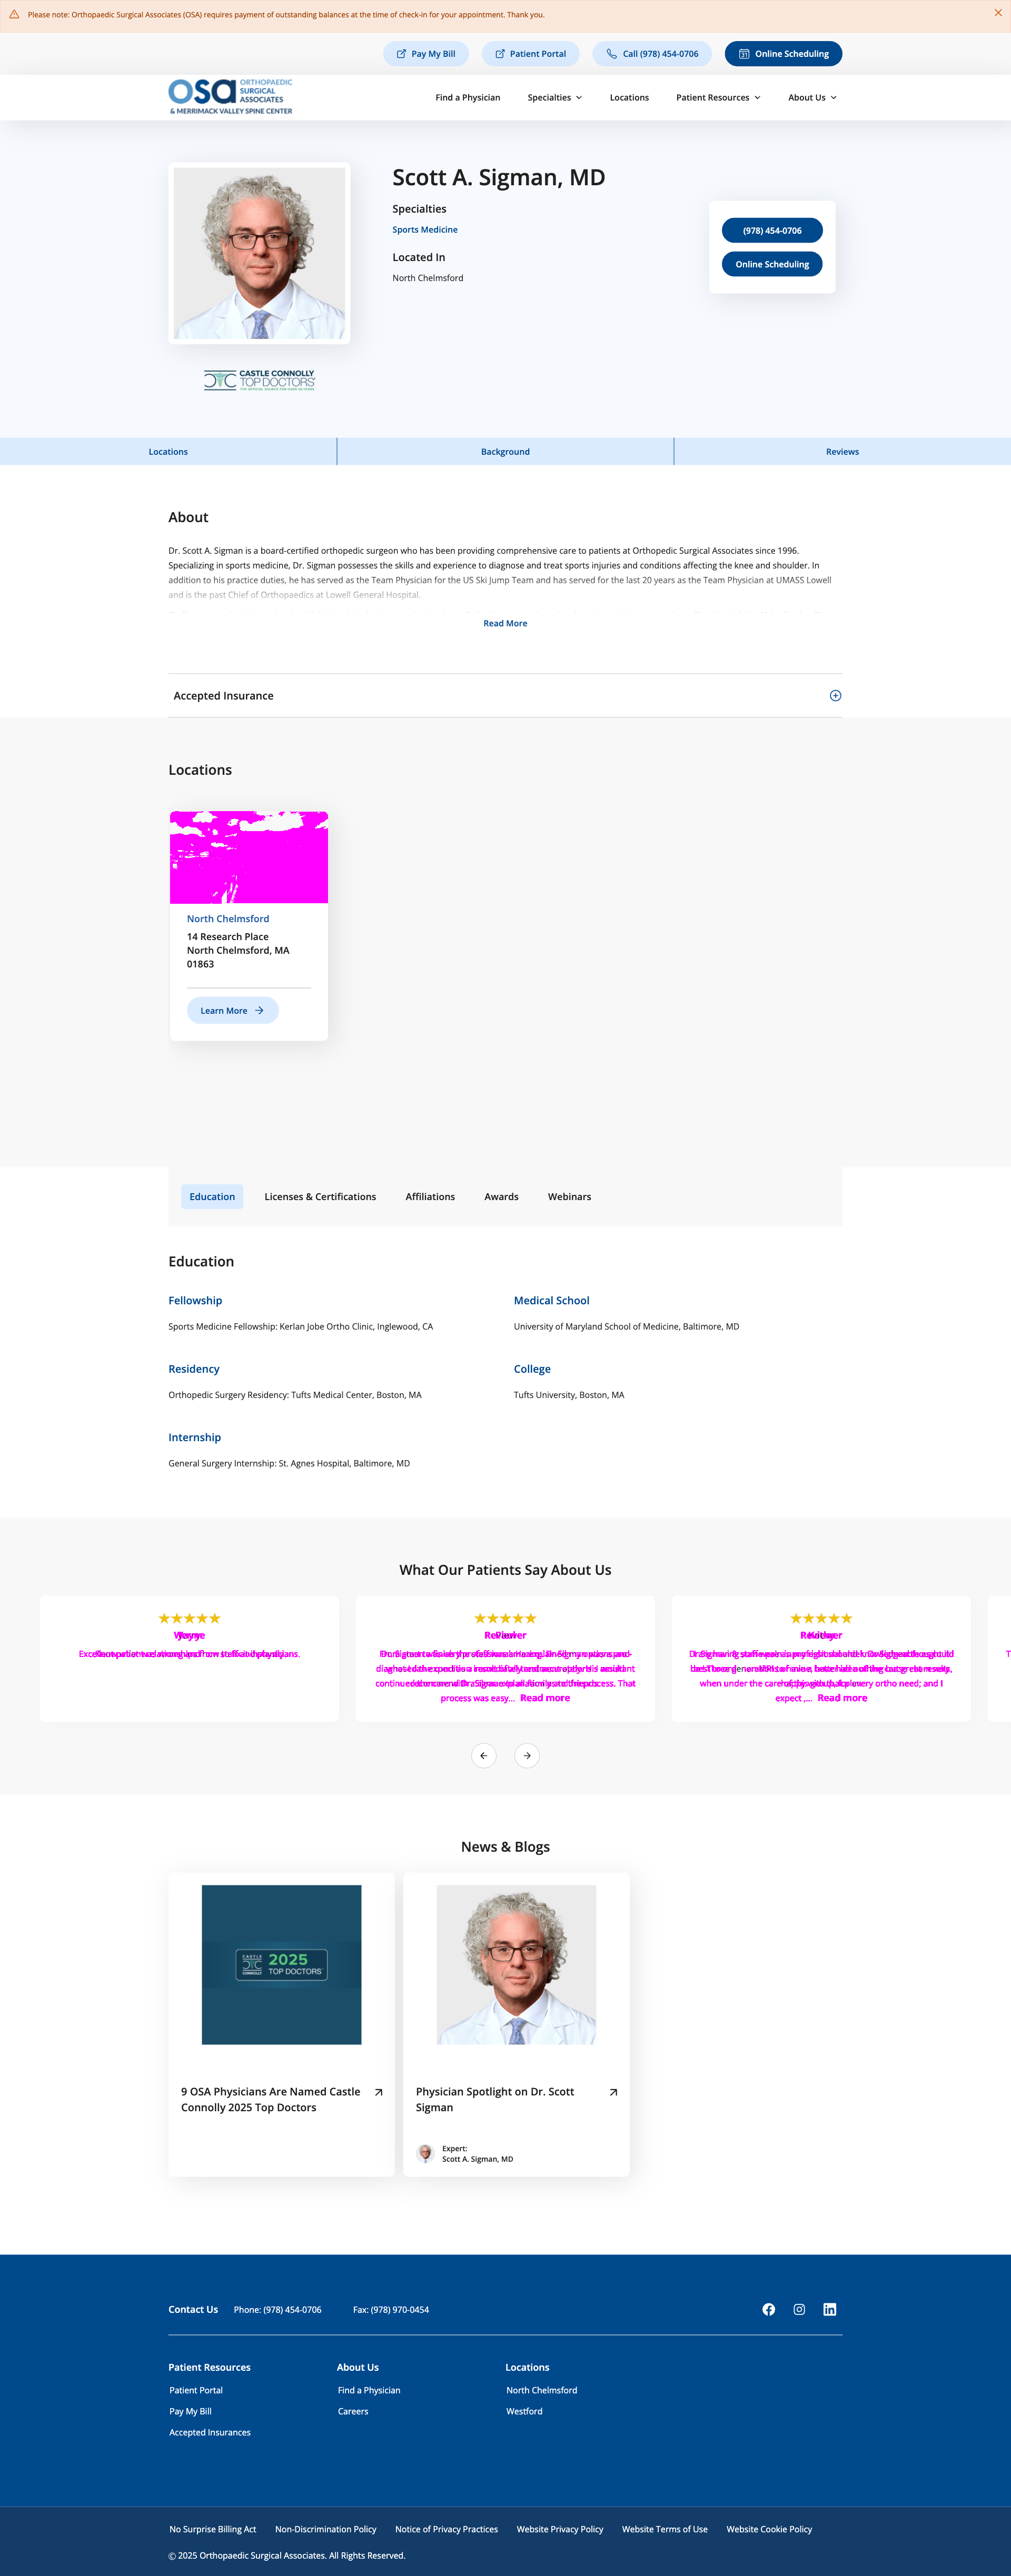 Please note: Orthopaedic Surgical Associates (OSA) requires payment of outstanding balances at the time of check-in for your appointment. Thank you.
Pay My Bill
Patient Portal
Call (978) 454-0706
Online Scheduling
OSA ORTHOPAEDIC
SURGICAL
ASSOCIATES
& MERRIMACK VALLEY SPINE CENTER
Find a Physician
Specialties
Locations
Patient Resources
About Us
Scott A. Sigman, MD
Specialties
Sports Medicine
Located In
North Chelmsford
(978) 454-0706
Online Scheduling
CASTLE CONNOLLY
TOP DOCTORS
Locations
Background
Reviews
About
Dr. Scott A. Sigman is a board-certified orthopedic surgeon who has been providing comprehensive care to patients at Orthopedic Surgical Associates since 1996.
Specializing in sports medicine, Dr. Sigman possesses the skills and experience to diagnose and treat sports injuries and conditions affecting the knee and shoulder. In
addition to his practice duties, he has served as the Team Physician for the US Ski Jump Team and has served for the last 20 years as the Team Physician at UMASS Lowell
and is the past Chief of Orthopaedics at Lowell General Hospital.
Read More
Accepted Insurance
Locations
North Chelmsford
14 Research Place
North Chelmsford, MA
01863
Learn More
Education
Licenses & Certifications
Affiliations
Awards
Webinars
Education
Fellowship
Sports Medicine Fellowship: Kerlan Jobe Ortho Clinic, Inglewood, CA
Medical School
University of Maryland School of Medicine, Baltimore, MD
Residency
Orthopedic Surgery Residency: Tufts Medical Center, Boston, MA
College
Tufts University, Boston, MA
Internship
General Surgery Internship: St. Agnes Hospital, Baltimore, MD
What Our Patients Say About Us
process was easy... Read more
expect ,... Read more
News & Blogs
CASTLE CONNOLLY 2025
TOP DOCTORS
9 OSA Physicians Are Named Castle
Connolly 2025 Top Doctors
Physician Spotlight on Dr. Scott
Sigman
Expert:
Scott A. Sigman, MD
Contact Us
Phone: (978) 454-0706
Fax: (978) 970-0454
Patient Resources
Patient Portal
Pay My Bill
Accepted Insurances
About Us
Find a Physician
Careers
Locations
North Chelmsford
Westford
No Surprise Billing Act
Non-Discrimination Policy
Notice of Privacy Practices
Website Privacy Policy
Website Terms of Use
Website Cookie Policy
© 2025 Orthopaedic Surgical Associates. All Rights Reserved.